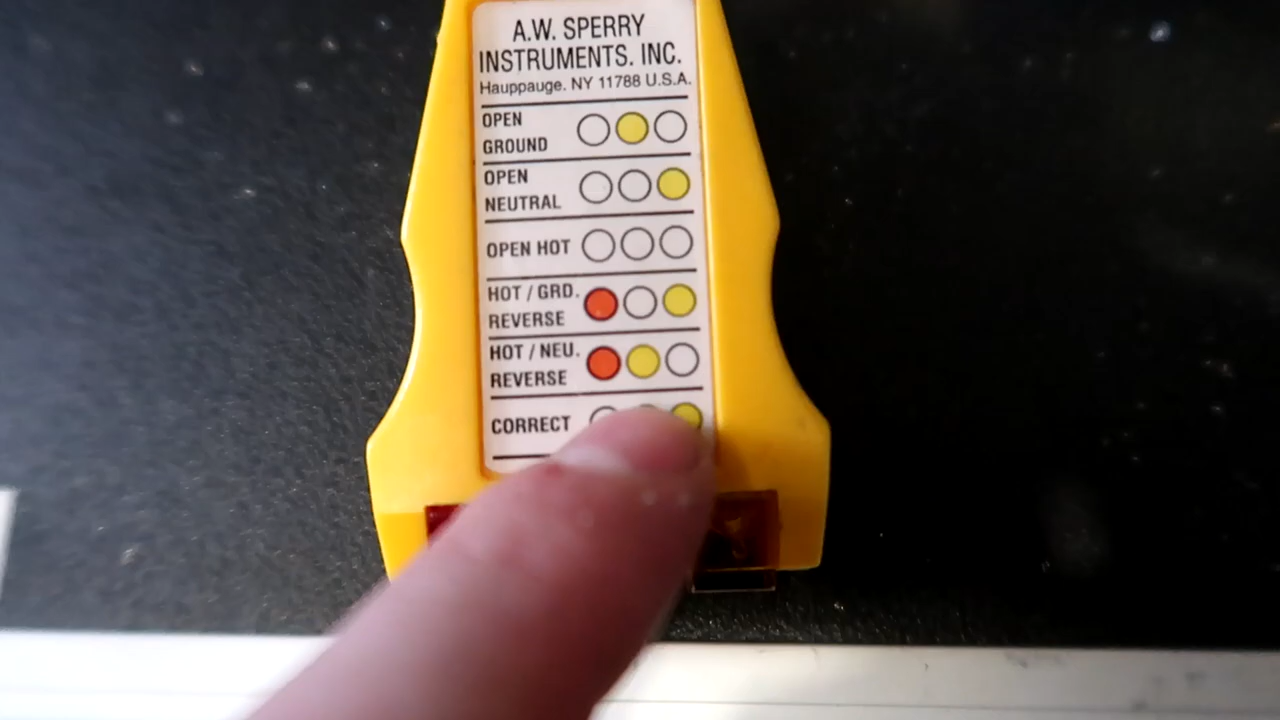 A.W. SPERRY
INSTRUMENTS. INC.
Hauppauge. NY 11788 U.S.A.
OPEN
GROUND
OPEN
NEUTRAL
OPEN HOT
HOT / GRD.
REVERSE
HOT / NEU.
REVERSE
CORRECT